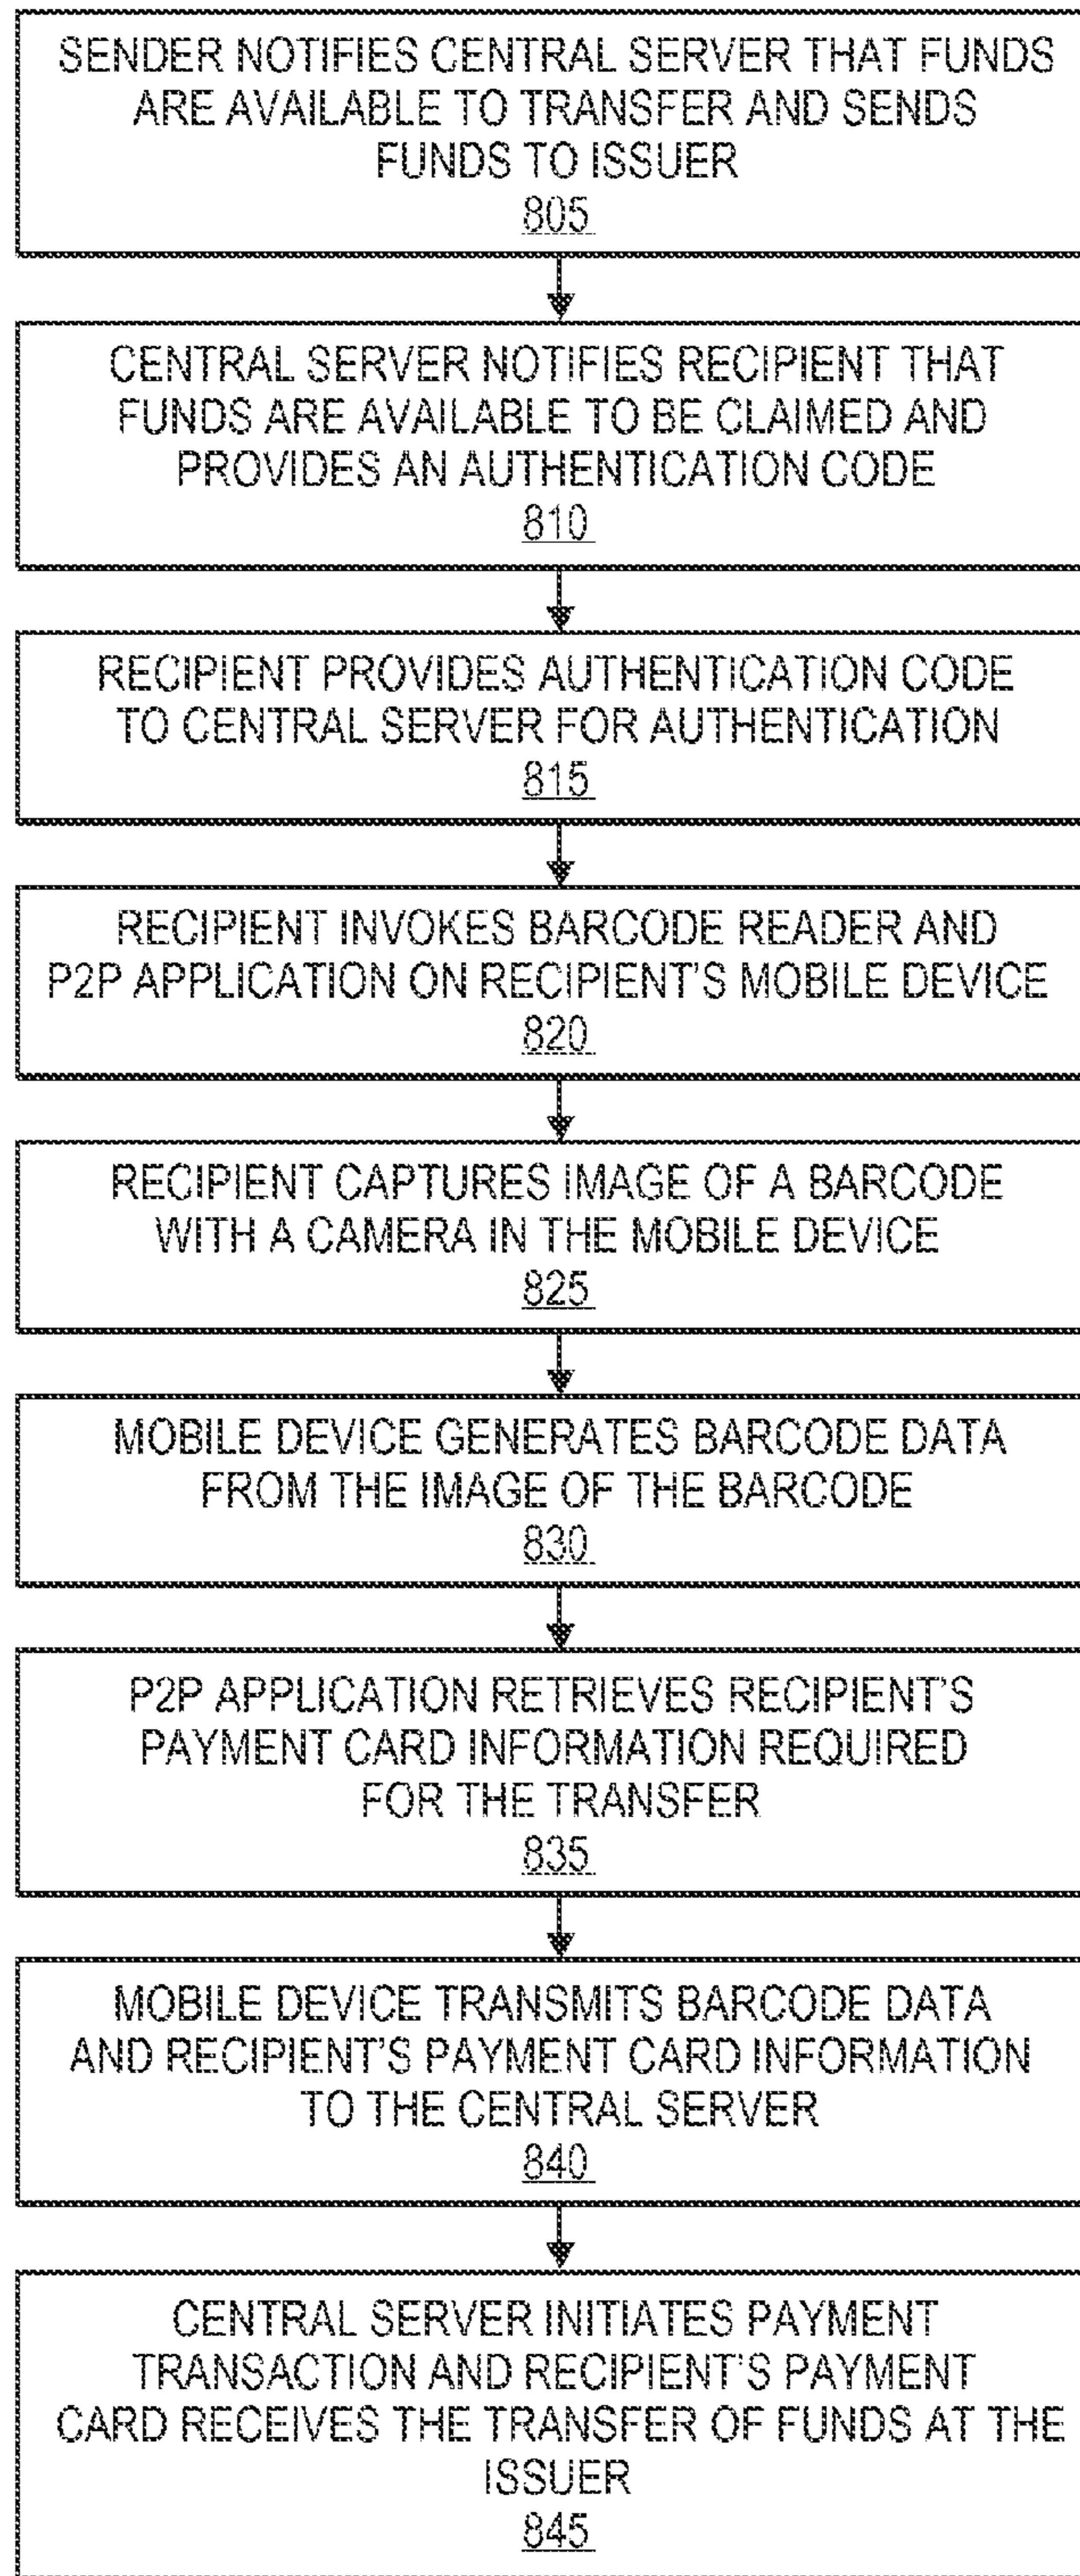 SENDER NOTIFIES CENTRAL SERVER THAT FUNDS
ARE AVAILABLE TO TRANSFER AND SENDS
FUNDS TO ISSUER
805
CENTRAL SERVER NOTIFIES RECIPIENT THAT
FUNDS ARE AVAILABLE TO BE CLAIMED AND
PROVIDES AN AUTHENTICATION CODE
810
RECIPIENT PROVIDES AUTHENTICATION CODE
TO CENTRAL SERVER FOR AUTHENTICATION
815
RECIPIENT INVOKES BARCODE READER AND
P2P APPLICATION ON RECIPIENT'S MOBILE DEVICE
820
RECIPIENT CAPTURES IMAGE OF A BARCODE
WITH A CAMERA IN THE MOBILE DEVICE
825
MOBILE DEVICE GENERATES BARCODE DATA
FROM THE IMAGE OF THE BARCODE
830
P2P APPLICATION RETRIEVES RECIPIENT'S
PAYMENT CARD INFORMATION REQUIRED
FOR THE TRANSFER
835
MOBILE DEVICE TRANSMITS BARCODE DATA
AND RECIPIENT'S PAYMENT CARD INFORMATION
TO THE CENTRAL SERVER
840
CENTRAL SERVER INITIATES PAYMENT
TRANSACTION AND RECIPIENT'S PAYMENT
CARD RECEIVES THE TRANSFER OF FUNDS AT THE
ISSUER
845